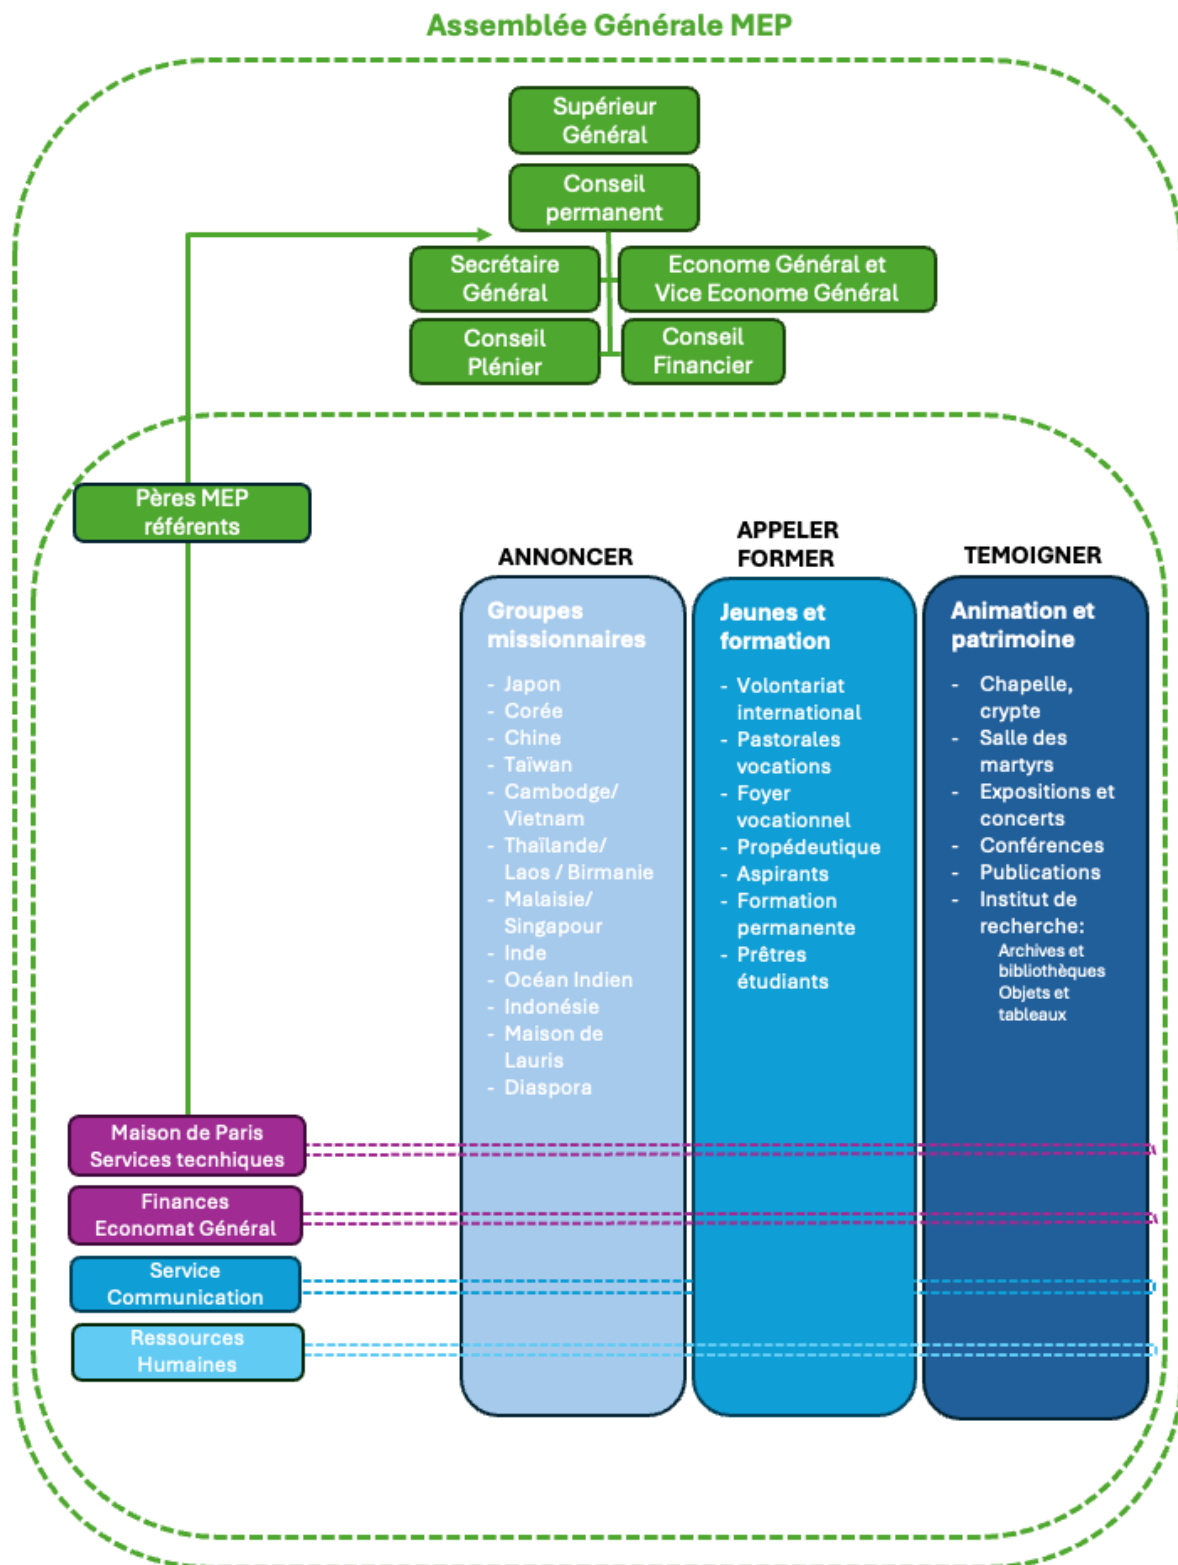 Assemblée Générale MEP
Supérieur
Général
Conseil
permanent
Secrétaire
Général
Econome Général et
Vice Econome Général
Conseil
Plénier
Conseil
Financier
Pères MEP
référents
ANNONCER
Groupes
missionnaires
- Japon
- Corée
- Chine
- Taïwan
- Cambodge/
Vietnam
- Thaïlande/
Laos / Birmanie
- Malaisie/
Singapour
- Inde
- Océan Indien
- Indonésie
- Maison de
Lauris
- Diaspora
APPELER
FORMER
Jeunes et
formation
- Volontariat
international
- Pastorales
vocations
- Foyer
vocationnel
- Propédeutique
- Aspirants
- Formation
permanente
- Prêtres
étudiants
TEMOIGNER
Animation et
patrimoine
- Chapelle,
crypte
- Salle des
martyrs
- Expositions et
concerts
- Conférences
- Publications
- Institut de
recherche:
Archives et
bibliothèques
Objets et
tableaux
Maison de Paris
Services tecnhiques
Finances
Economat Général
Service
Communication
Ressources
Humaines